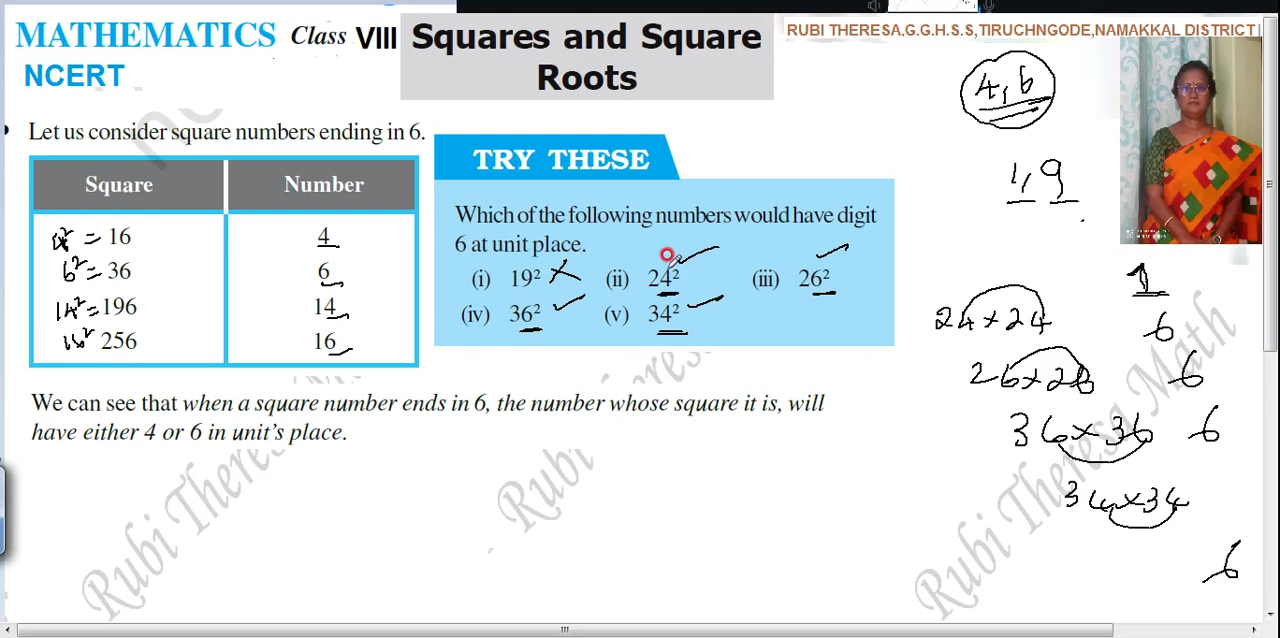 MATHEMATICS Class VIII
NCERT
Squares and Square
Roots
RUBI THERESA,G.G.H.S.S,TIRUCHNGODE,NAMAKKAL DISTRICT
4, 6
1, 9
• Let us consider square numbers ending in 6.
Square Number
4² = 16 4
6² = 36 6
14² = 196 14
16² 256 16
TRY THESE
Which of the following numbers would have digit
6 at unit place.
(i) 19² (ii) 24² (iii) 26²
(iv) 36² (v) 34²
We can see that when a square number ends in 6, the number whose square it is, will
have either 4 or 6 in unit's place.
1
24 × 24 6
26 × 26 6
36 × 36 6
34 × 34
6
Rubi Theresa
Rubi
Rubi Theresa Math